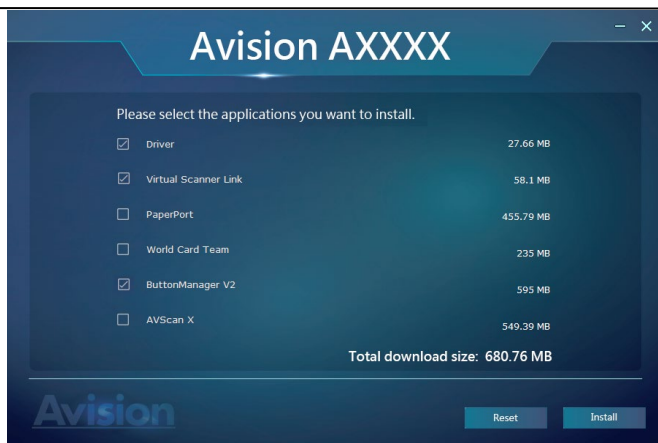 Avision AXXXX
Please select the applications you want to install.
Driver 27.66 MB
Virtual Scanner Link 58.1 MB
PaperPort 455.79 MB
World Card Team 235 MB
ButtonManager V2 595 MB
AVScan X 549.39 MB
Total download size: 680.76 MB
Avision
Reset Install